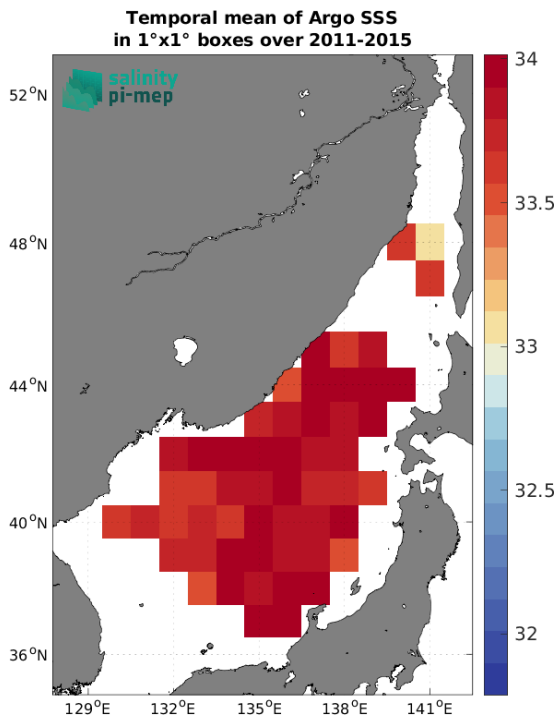 Temporal mean of Argo SSS
in 1°x1° boxes over 2011-2015
salinity
pi-mep
52°N
48°N
44°N
40°N
36°N
129°E
132°E
135°E
138°E
141°E
34
33.5
33
32.5
32